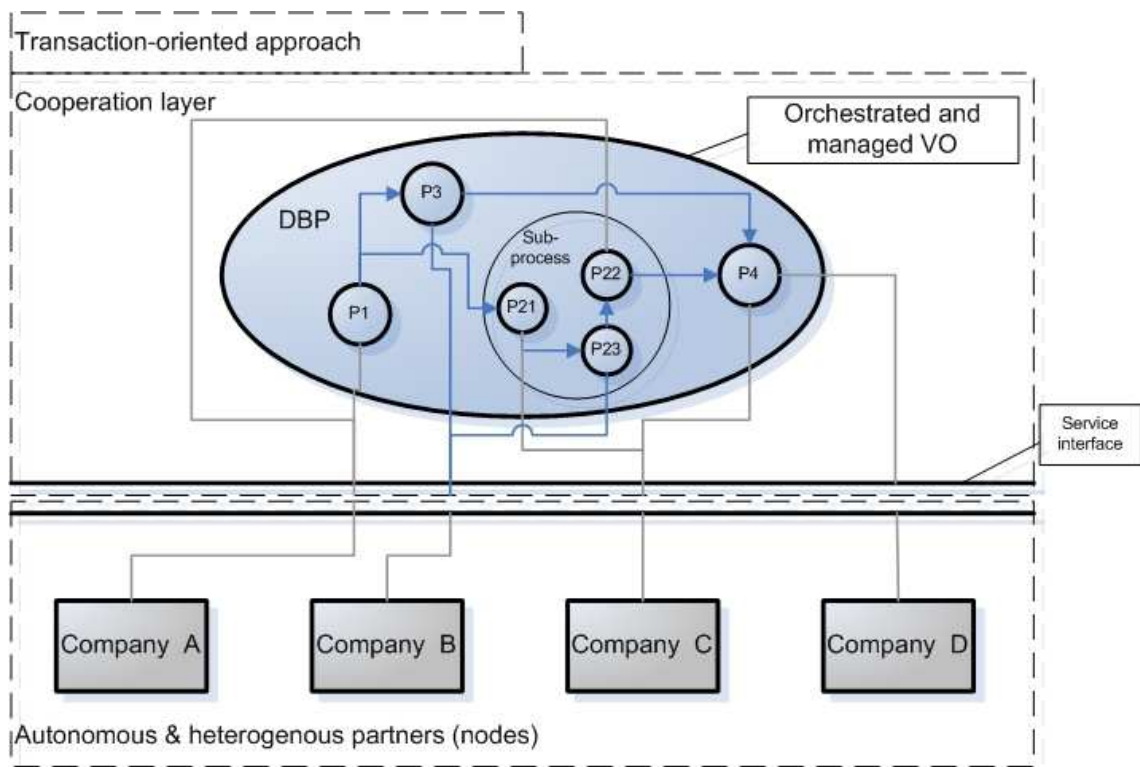 Transaction-oriented approach
Cooperation layer
Orchestrated and
managed VO
P3
DBP
Sub-
process
P22
P4
P21
P1
P23
Service
interface
Company A
Company B
Company C
Company D
Autonomous & heterogenous partners (nodes)